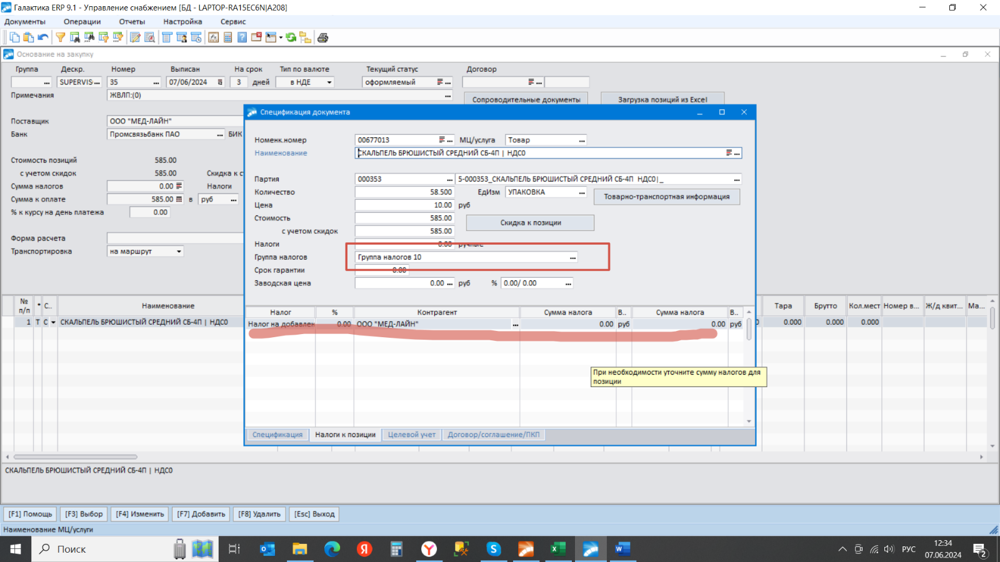 Галактика ERP 9.1 - Управление снабжением [БД - LAPTOP-RA15EC6N|A208]
Документы Операции Отчеты Настройка Сервис
Основание на закупку
Группа Дескр. Номер Выписан На срок Тип по валюте Текущий статус Договор
SUPERVIS 35 07/06/2024 3 дней в НДЕ оформляемый
Примечания ЖВЛП:(0) Сопроводительные документы Загрузка позиций из Excel
Поставщик ООО "МЕД-ЛАЙН"
Банк Промсвязьбанк ПАО БИК
Стоимость позиций 585.00
с учетом скидок 585.00 Скидка к с
Сумма налогов 0.00 Налоги
Сумма к оплате 585.00 в руб
% к курсу на день платежа 0.00
Форма расчета
Транспортировка на маршрут
Спецификация документа
Номенк.номер 00677013 МЦ/услуга Товар
Наименование СКАЛЬПЕЛЬ БРЮШИСТЫЙ СРЕДНИЙ СБ-4П | НДС0
Партия 000353 5-000353_СКАЛЬПЕЛЬ БРЮШИСТЫЙ СРЕДНИЙ СБ-4П НДС0|_
Количество 58.500 ЕдИзм УПАКОВКА Товарно-транспортная информация
Цена 10.00 руб
Стоимость 585.00 Скидка к позиции
с учетом скидок 585.00
Налоги 0.00 ручные
Группа налогов Группа налогов 10
Срок гарантии 0.00
Заводская цена 0.00 руб % 0.00/ 0.00
Налог % Контрагент Сумма налога В.. Сумма налога В..
Налог на добавлен 0.00 ООО "МЕД-ЛАЙН" 0.00 руб 0.00 руб
При необходимости уточните сумму налогов для
позиции
Спецификация Налоги к позиции Целевой учет Договор/соглашение/ПКП
№ п/п * С.. Наименование Тара Брутто Кол.мест Номер в... Ж/д квит... Ма...
1 Т С СКАЛЬПЕЛЬ БРЮШИСТЫЙ СРЕДНИЙ СБ-4П | НДС0 0 0.000 0.000 0.000
СКАЛЬПЕЛЬ БРЮШИСТЫЙ СРЕДНИЙ СБ-4П | НДС0
[F1] Помощь [F3] Выбор [F4] Изменить [F7] Добавить [F8] Удалить [Esc] Выход
Наименование МЦ/услуги
Поиск РУС 12:34
07.06.2024 2